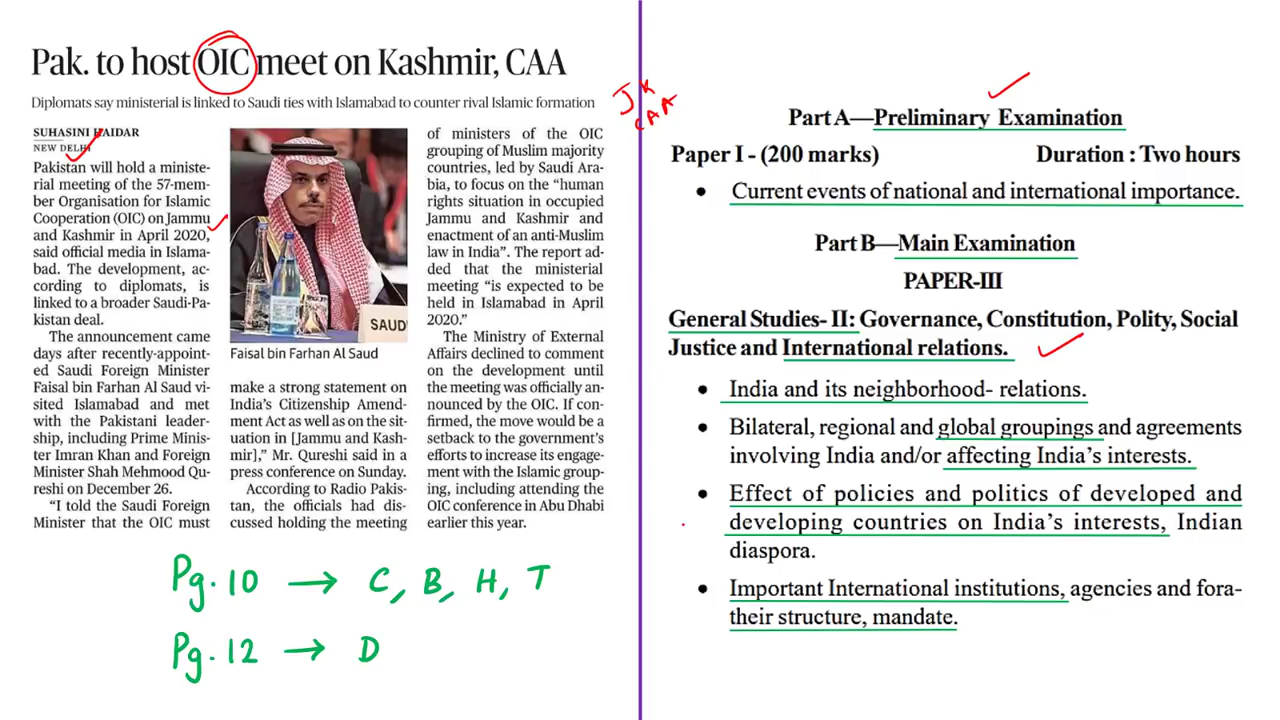 Pak. to host OIC meet on Kashmir, CAA
Diplomats say ministerial is linked to Saudi ties with Islamabad to counter rival Islamic formation
SUHASINI HAIDAR
NEW DELHI
Pakistan will hold a ministe-
rial meeting of the 57-mem-
ber Organisation for Islamic
Cooperation (OIC) on Jammu
and Kashmir in April 2020,
said official media in Islama-
bad. The development, ac-
cording to diplomats, is
linked to a broader Saudi-Pa-
kistan deal.
The announcement came
days after recently-appoint-
ed Saudi Foreign Minister
Faisal bin Farhan Al Saud vi-
sited Islamabad and met
with the Pakistani leader-
ship, including Prime Minis-
ter Imran Khan and Foreign
Minister Shah Mehmood Qu-
reshi on December 26.
"I told the Saudi Foreign
Minister that the OIC must
SAUD
Faisal bin Farhan Al Saud
make a strong statement on
India's Citizenship Amend-
ment Act as well as on the sit-
uation in [Jammu and Kash-
mir]," Mr. Qureshi said in a
press conference on Sunday.
According to Radio Pakis-
tan, the officials had dis-
cussed holding the meeting
of ministers of the OIC
grouping of Muslim majority
countries, led by Saudi Ara-
bia, to focus on the "human
rights situation in occupied
Jammu and Kashmir and
enactment of an anti-Muslim
law in India". The report ad-
ded that the ministerial
meeting "is expected to be
held in Islamabad in April
2020."
The Ministry of External
Affairs declined to comment
on the development until
the meeting was officially an-
nounced by the OIC. If con-
firmed, the move would be a
setback to the government's
efforts to increase its engage-
ment with the Islamic group-
ing, including attending the
OIC conference in Abu Dhabi
earlier this year.
Pg. 10 → C, B, H, T
Pg. 12 → D
JK
CAA
Part A—Preliminary Examination
Paper I - (200 marks) Duration : Two hours
• Current events of national and international importance.
Part B—Main Examination
PAPER-III
General Studies- II: Governance, Constitution, Polity, Social
Justice and International relations.
• India and its neighborhood- relations.
• Bilateral, regional and global groupings and agreements
involving India and/or affecting India's interests.
• Effect of policies and politics of developed and
developing countries on India's interests, Indian
diaspora.
• Important International institutions, agencies and fora-
their structure, mandate.